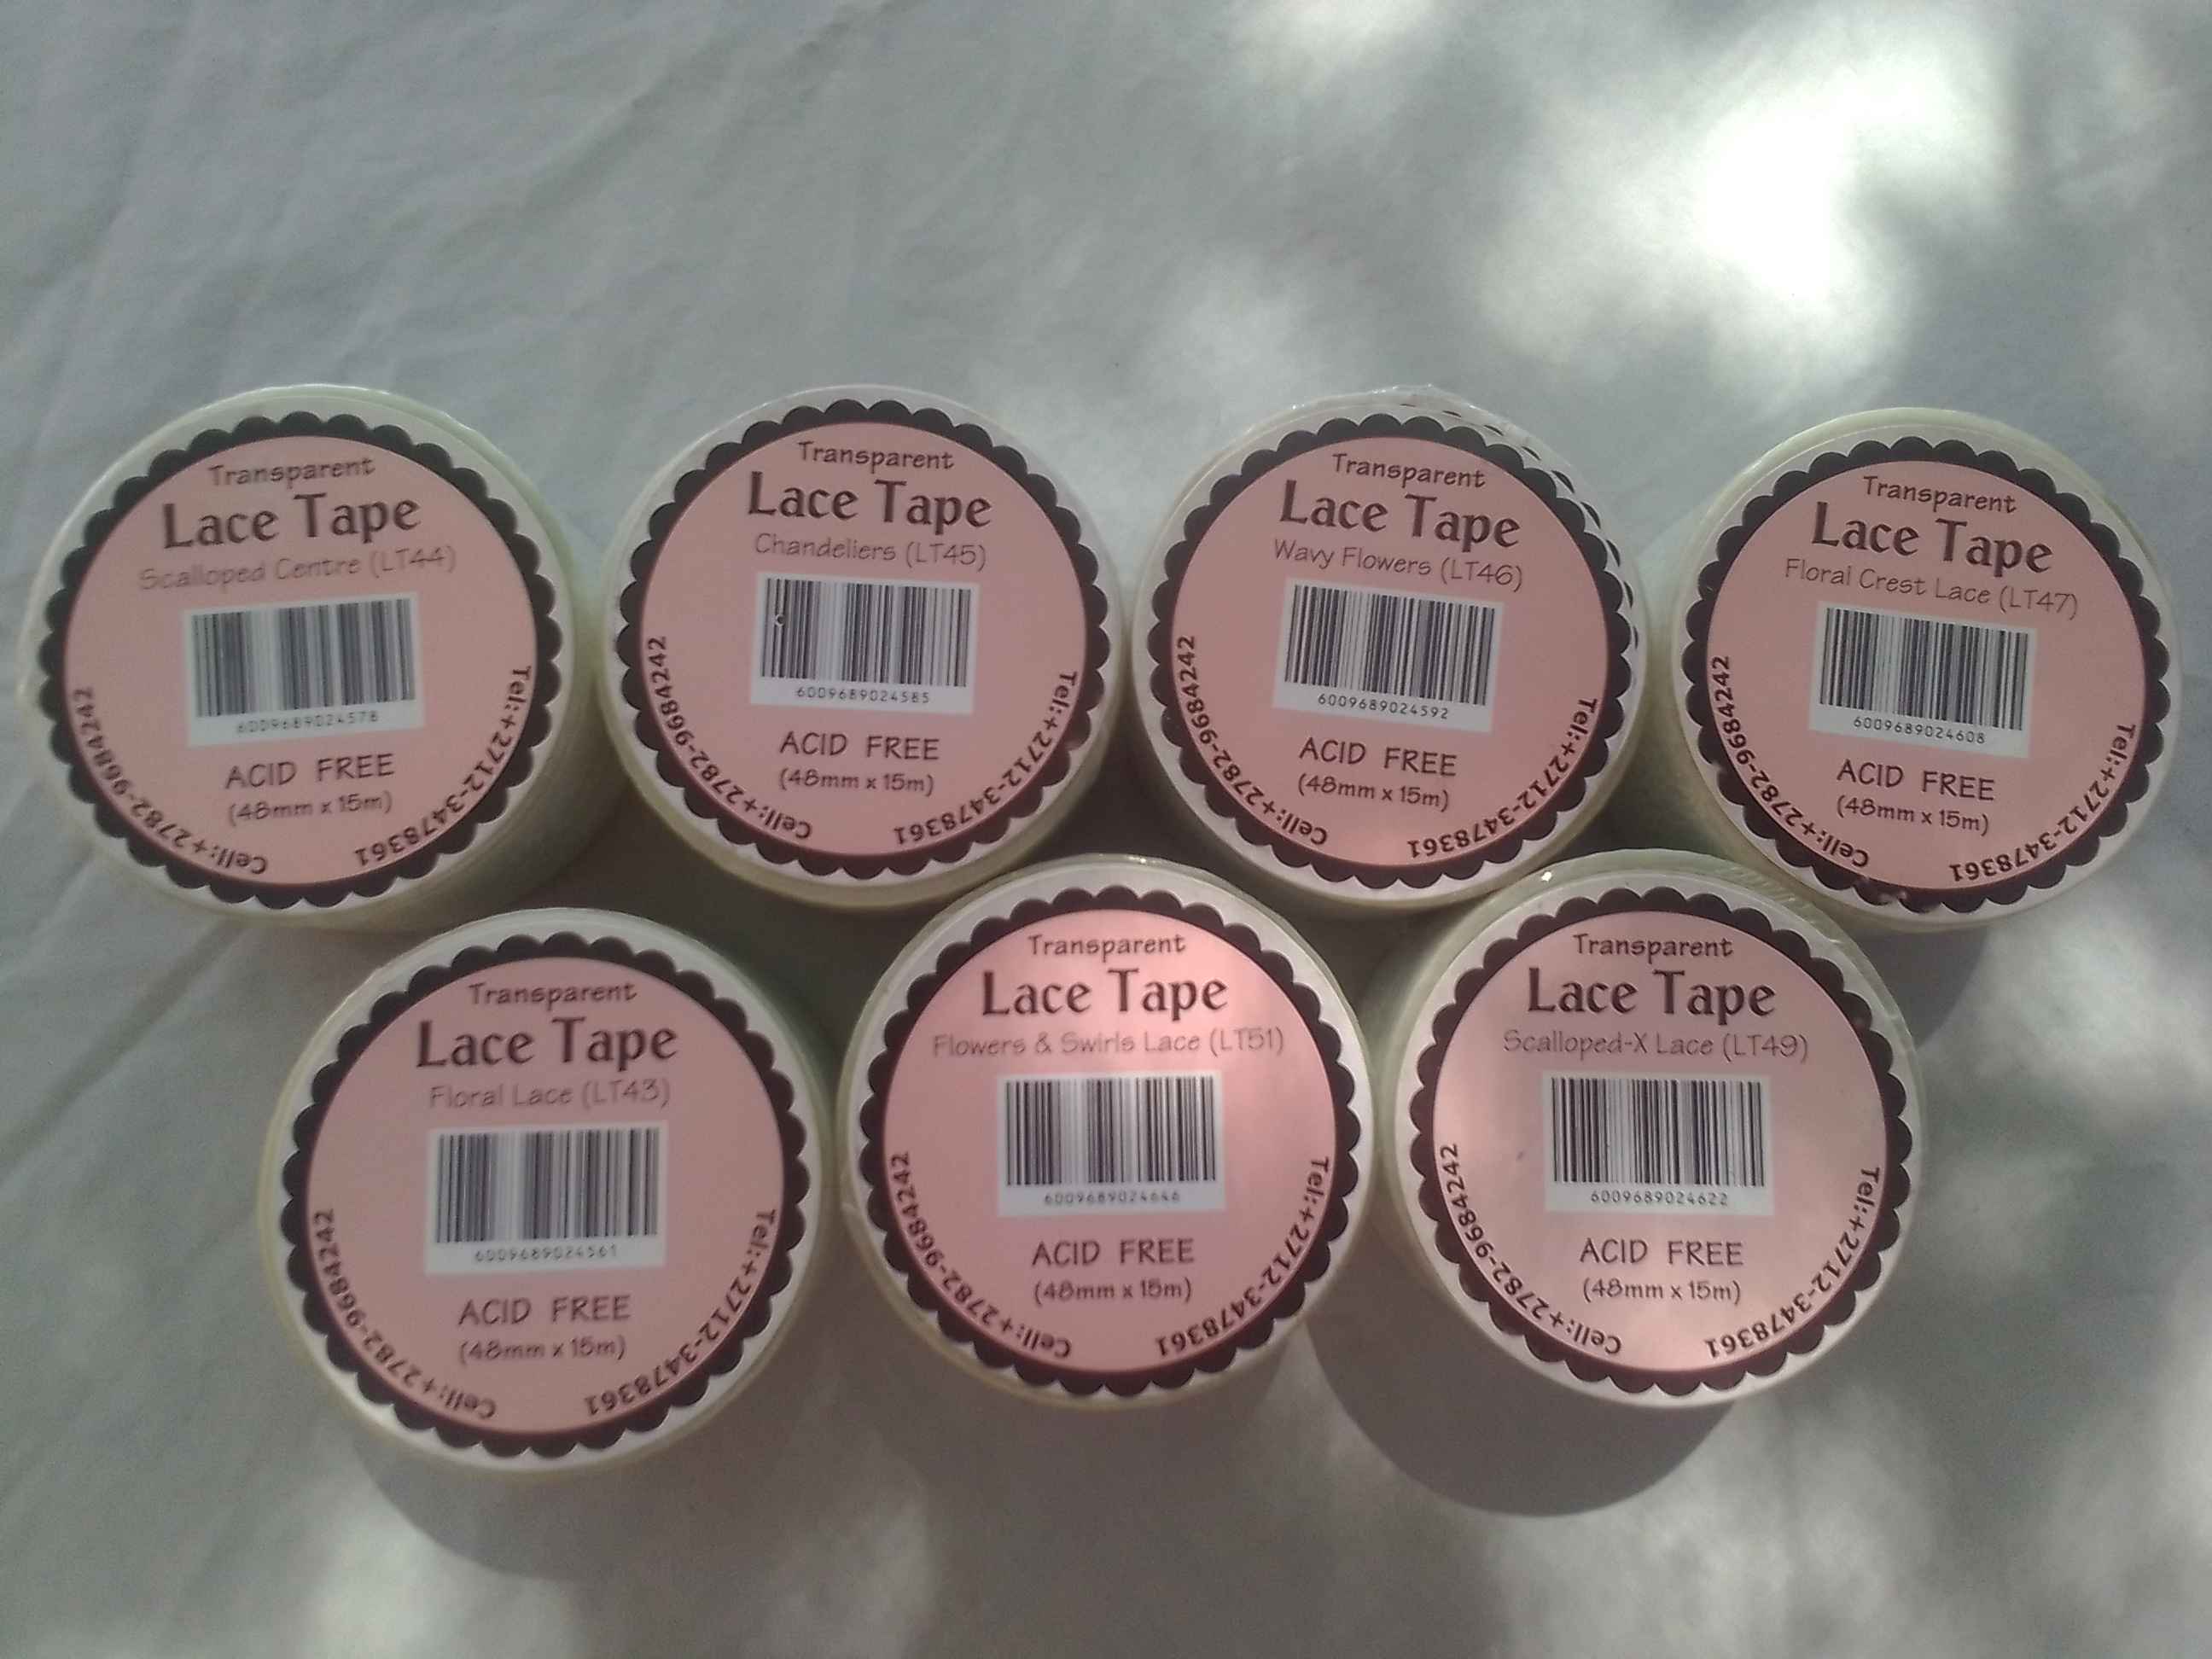 Transparent
Lace Tape
Scalloped Centre (LT44)
6009689024578
ACID FREE
(48mm x 15m)
Cell:+2782-9684242
Tel:+2712-3478361
Transparent
Lace Tape
Chandeliers (LT45)
6009689024585
ACID FREE
(48mm x 15m)
Cell:+2782-9684242
Tel:+2712-3478361
Transparent
Lace Tape
Wavy Flowers (LT46)
6009689024592
ACID FREE
(48mm x 15m)
Cell:+2782-9684242
Tel:+2712-3478361
Transparent
Lace Tape
Floral Crest Lace (LT47)
6009689024608
ACID FREE
(48mm x 15m)
Cell:+2782-9684242
Tel:+2712-3478361
Transparent
Lace Tape
Floral Lace (LT43)
6009689024561
ACID FREE
(48mm x 15m)
Cell:+2782-9684242
Tel:+2712-3478361
Transparent
Lace Tape
Flowers & Swirls Lace (LT51)
6009689024646
ACID FREE
(48mm x 15m)
Cell:+2782-9684242
Tel:+2712-3478361
Transparent
Lace Tape
Scalloped-X Lace (LT49)
6009689024622
ACID FREE
(48mm x 15m)
Cell:+2782-9684242
Tel:+2712-3478361